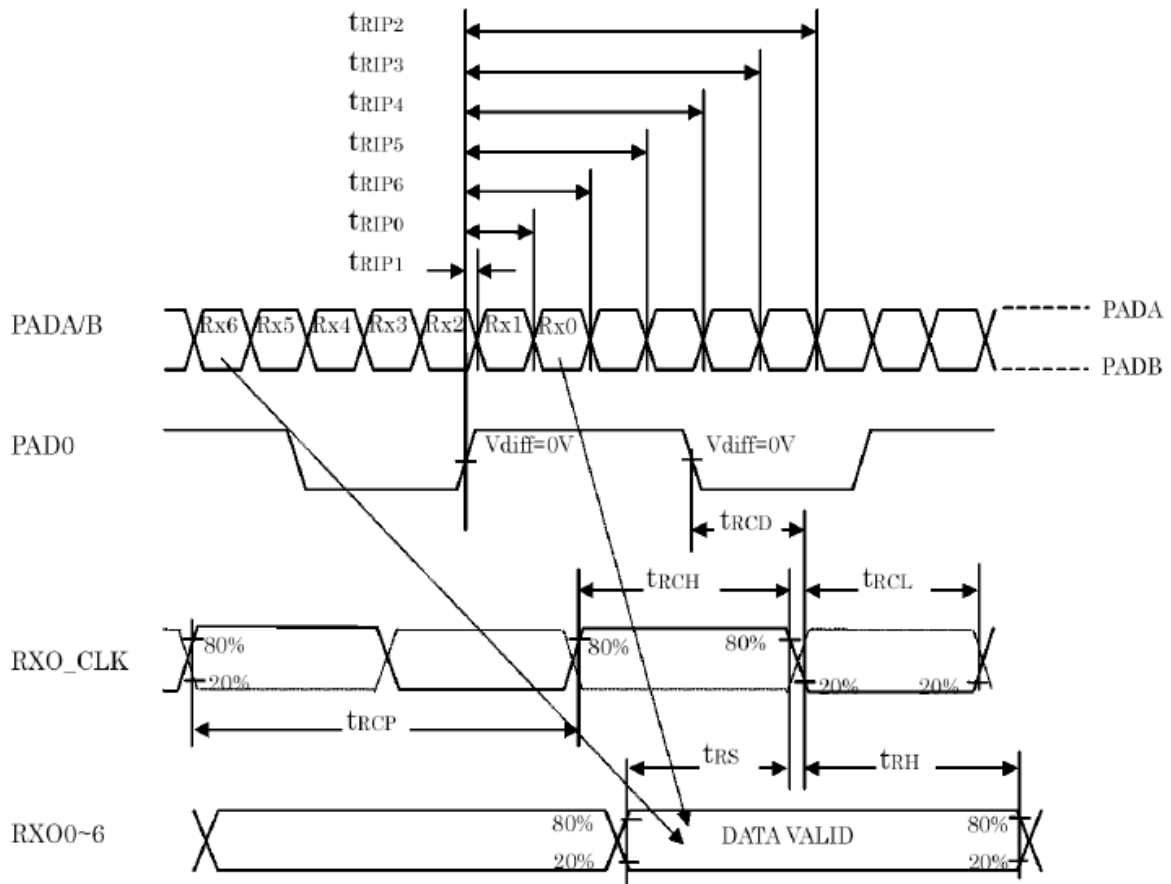 tRIP2
tRIP3
tRIP4
tRIP5
tRIP6
tRIP0
tRIP1
PADA/B Rx6 Rx5 Rx4 Rx3 Rx2 Rx1 Rx0 PADA
PADB
PAD0 Vdiff=0V Vdiff=0V
tRCD
tRCH tRCL
RXO_CLK 80% 80% 80%
20% 20% 20%
tRCP
tRS tRH
RXO0~6 80% DATA VALID 80%
20% 20%